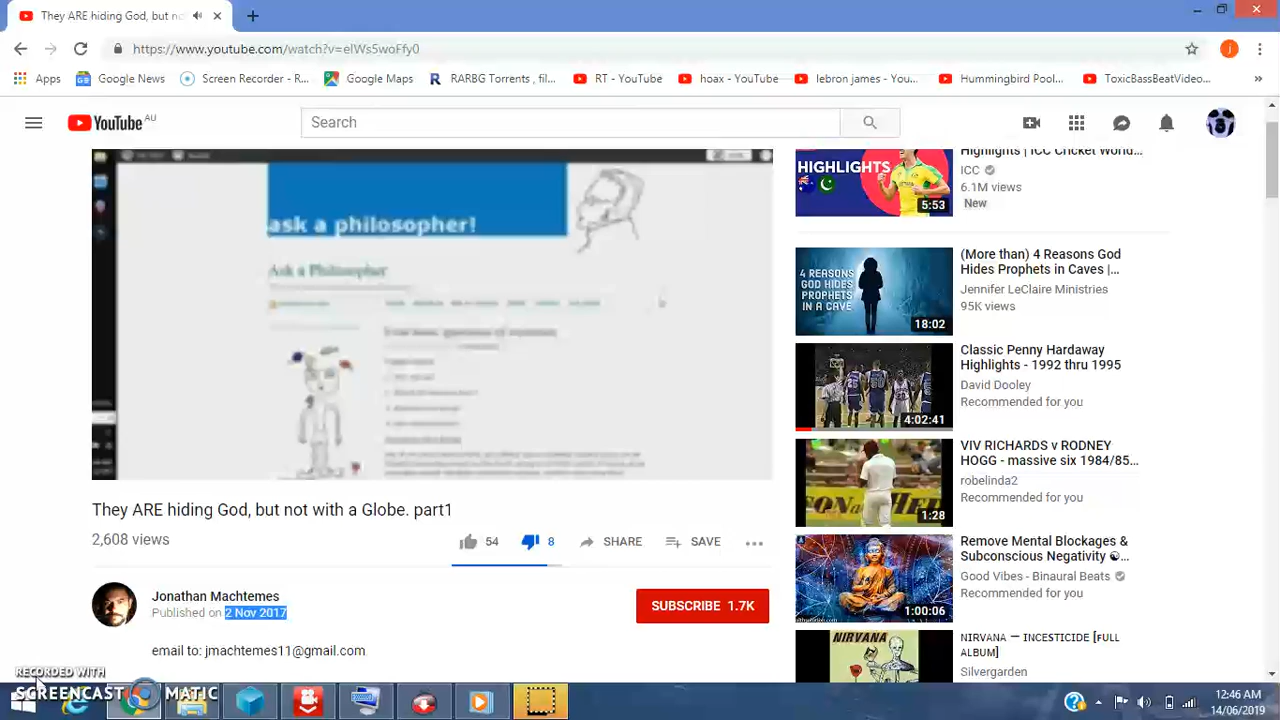 They ARE hiding God, but no
https://www.youtube.com/watch?v=elWs5woFfy0
Apps
Google News
Screen Recorder - R...
Google Maps
RARBG Torrents , fil...
RT - YouTube
hoax - YouTube
lebron james - You...
Hummingbird Pool...
ToxicBassBeatVideo...
»
YouTube AU
Search
ask a philosopher!
Ask a Philosopher
They ARE hiding God, but not with a Globe. part1
2,608 views
54
8
SHARE
SAVE
Jonathan Machtemes
Published on 2 Nov 2017
SUBSCRIBE 1.7K
email to: jmachtemes11@gmail.com
HIGHLIGHTS
5:53
Highlights | ICC Cricket World...
ICC
6.1M views
New
4 REASONS
GOD HIDES
PROPHETS
IN A CAVE
18:02
(More than) 4 Reasons God
Hides Prophets in Caves |...
Jennifer LeClaire Ministries
95K views
4:02:41
Classic Penny Hardaway
Highlights - 1992 thru 1995
David Dooley
Recommended for you
1:28
VIV RICHARDS v RODNEY
HOGG - massive six 1984/85...
robelinda2
Recommended for you
1:00:06
Remove Mental Blockages &
Subconscious Negativity ☯...
Good Vibes - Binaural Beats
Recommended for you
NIRVANA
NIRVANA — INCESTICIDE [FULL
ALBUM]
Silvergarden
RECORDED WITH
SCREENCAST MATIC
12:46 AM
14/06/2019